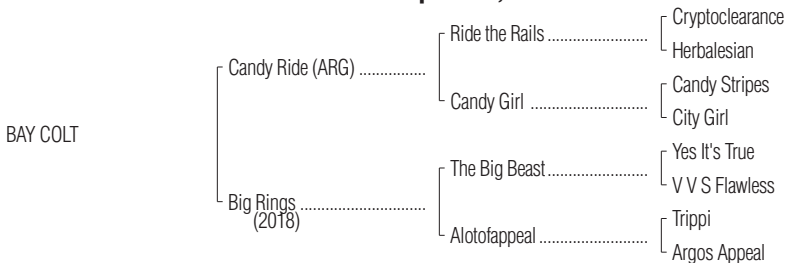 Cryptoclearance
Ride the Rails
Herbalesian
Candy Ride (ARG)
Candy Stripes
Candy Girl
City Girl
BAY COLT
Yes It's True
The Big Beast
V V S Flawless
Big Rings
(2018)
Trippi
Alotofappeal
Argos Appeal